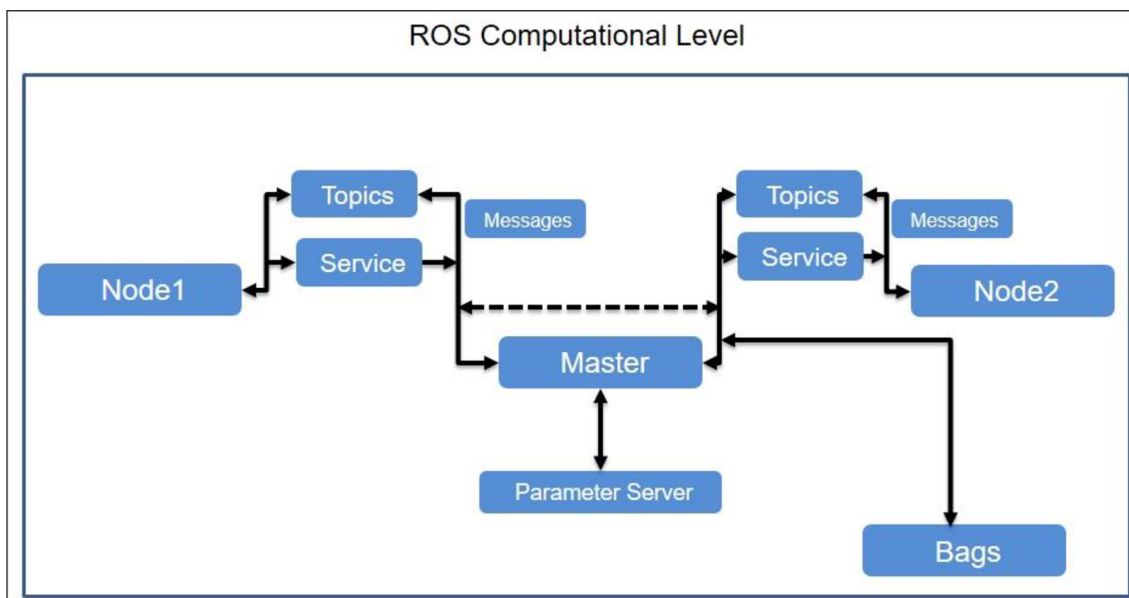 ROS Computational Level
Topics
Topics
Messages
Messages
Service
Service
Node1
Node2
Master
Parameter Server
Bags